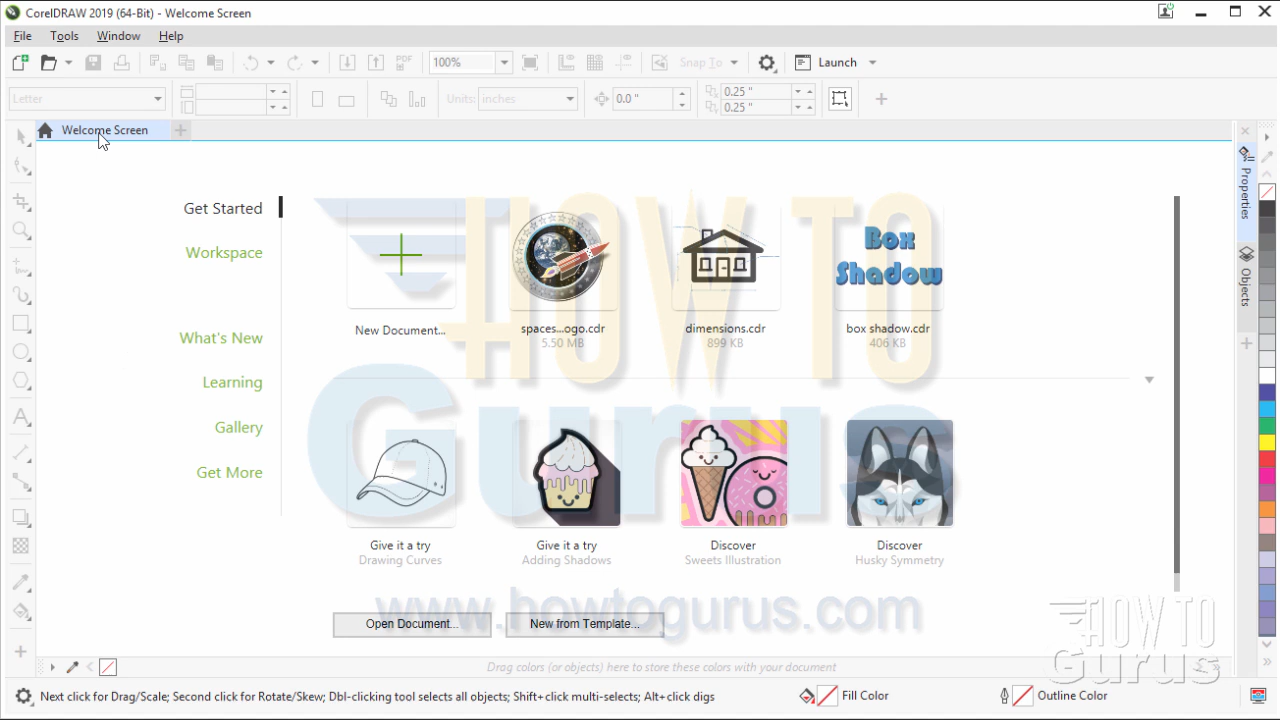 CorelDRAW 2019 (64-Bit) - Welcome Screen
File Tools Window Help
PDF 100% Snap To Launch
Letter Units: inches 0.0 " 0.25 "
0.25 "
Welcome Screen
Properties
Objects
Get Started
Workspace
What's New
Learning
Gallery
Get More
HOW TO
Gurus
www.howtogurus.com
Box
Shadow
New Document... spaces...ogo.cdr dimensions.cdr box shadow.cdr
5.50 MB 899 KB 406 KB
Give it a try Give it a try Discover Discover
Drawing Curves Adding Shadows Sweets Illustration Husky Symmetry
Open Document... New from Template...
HOW TO
Gurus
Drag colors (or objects) here to store these colors with your document
Next click for Drag/Scale; Second click for Rotate/Skew; Dbl-clicking tool selects all objects; Shift+click multi-selects; Alt+click digs Fill Color Outline Color